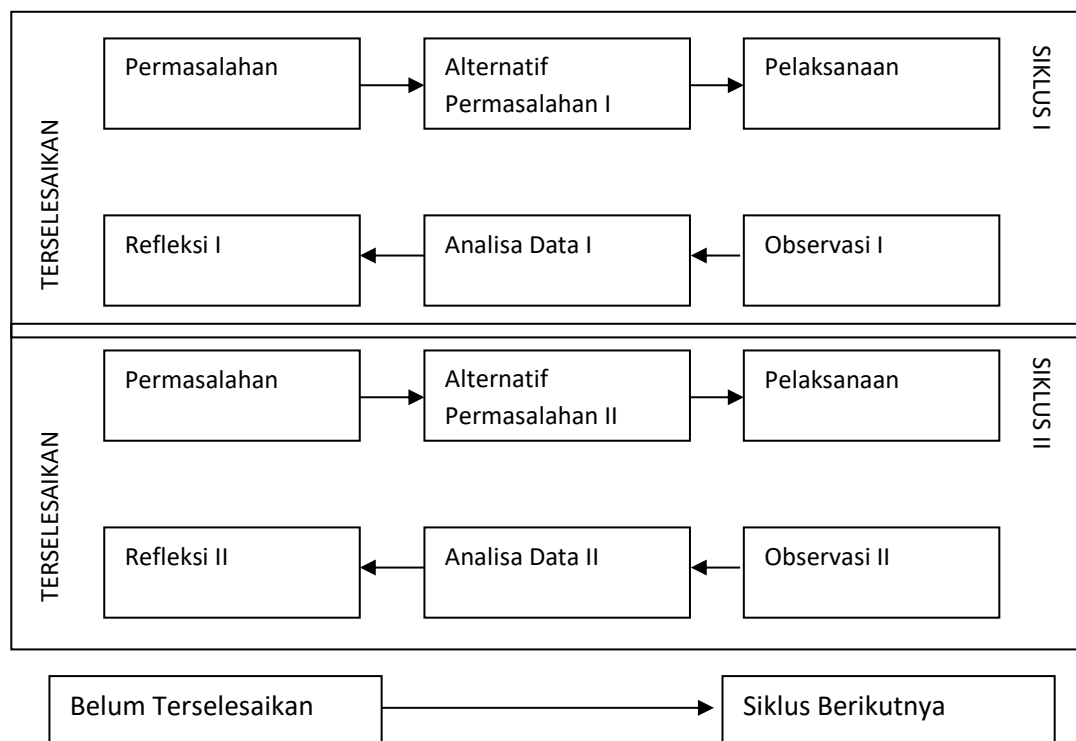 Permasalahan
Alternatif
Permasalahan I
Pelaksanaan
SIKLUS I
TERSELESAIKAN
Refleksi I
Analisa Data I
Observasi I
Permasalahan
Alternatif
Permasalahan II
Pelaksanaan
SIKLUS II
TERSELESAIKAN
Refleksi II
Analisa Data II
Observasi II
Belum Terselesaikan
Siklus Berikutnya